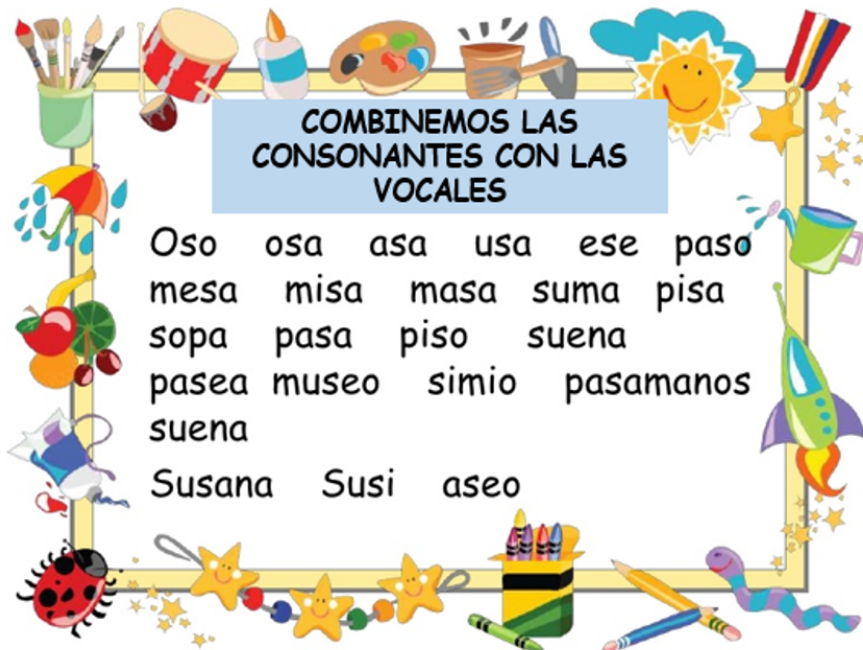 COMBINEMOS LAS
CONSONANTES CON LAS
VOCALES
Oso osa asa usa ese paso
mesa misa masa suma pisa
sopa pasa piso suena
pasea museo simio pasamanos
suena
Susana Susi aseo